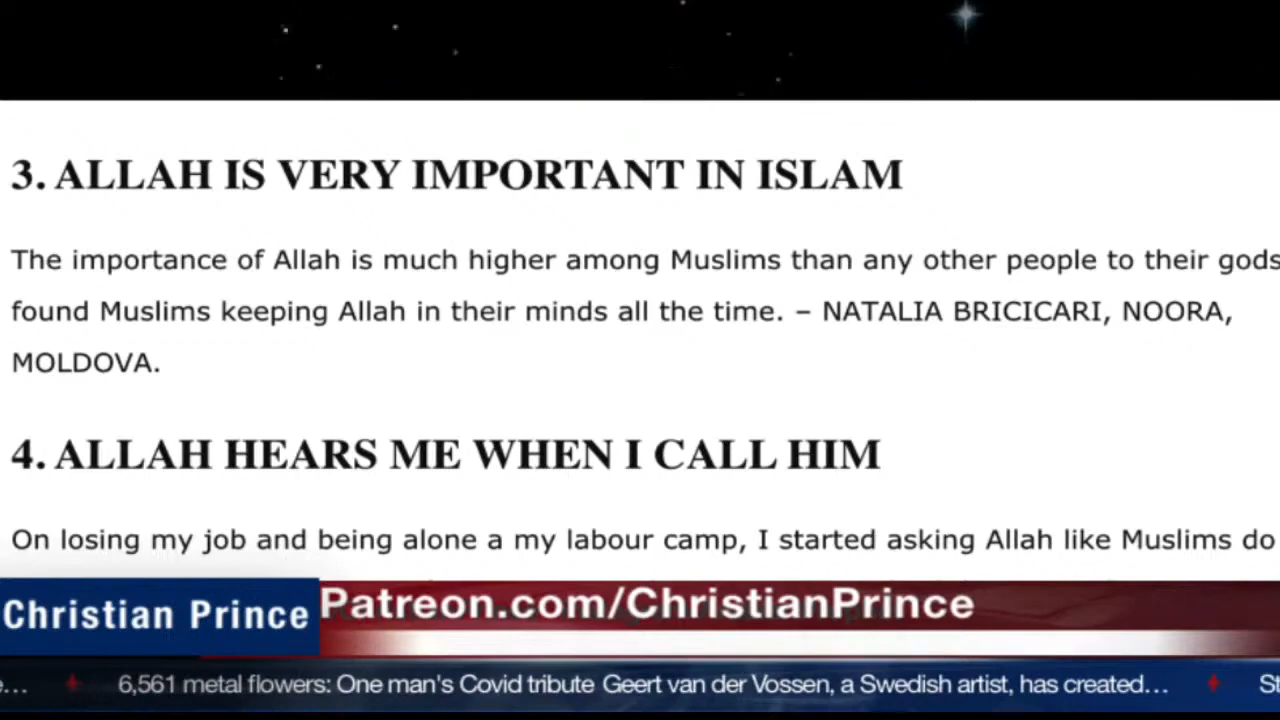 3. ALLAH IS VERY IMPORTANT IN ISLAM
The importance of Allah is much higher among Muslims than any other people to their gods
found Muslims keeping Allah in their minds all the time. – NATALIA BRICICARI, NOORA,
MOLDOVA.
4. ALLAH HEARS ME WHEN I CALL HIM
On losing my job and being alone a my labour camp, I started asking Allah like Muslims do
Christian Prince
Patreon.com/ChristianPrince
e… 6,561 metal flowers: One man's Covid tribute Geert van der Vossen, a Swedish artist, has created… St